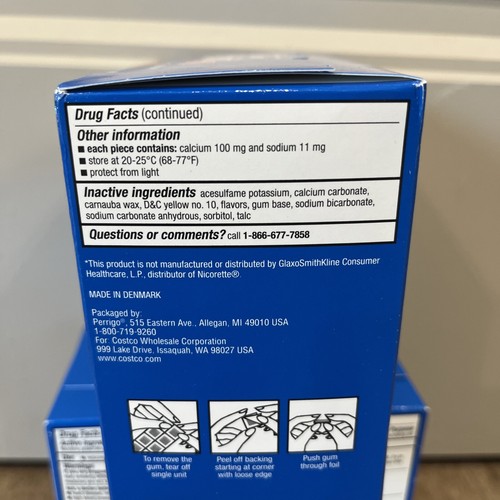 Drug Facts (continued)
Other information
■ each piece contains: calcium 100 mg and sodium 11 mg
■ store at 20-25°C (68-77°F)
■ protect from light
Inactive ingredients acesulfame potassium, calcium carbonate,
carnauba wax, D&C yellow no. 10, flavors, gum base, sodium bicarbonate,
sodium carbonate anhydrous, sorbitol, talc
Questions or comments? call 1-866-677-7858
*This product is not manufactured or distributed by GlaxoSmithKline Consumer
Healthcare, L.P., distributor of Nicorette®.
MADE IN DENMARK
Packaged by:
Perrigo®, 515 Eastern Ave., Allegan, MI 49010 USA
1-800-719-9260
For Costco Wholesale Corporation
999 Lake Drive, Issaquah, WA 98027 USA
www.costco.com
To remove the
gum, tear off
single unit
Peel off backing
starting at corner
with loose edge
Push gum
through foil
Drug Facts